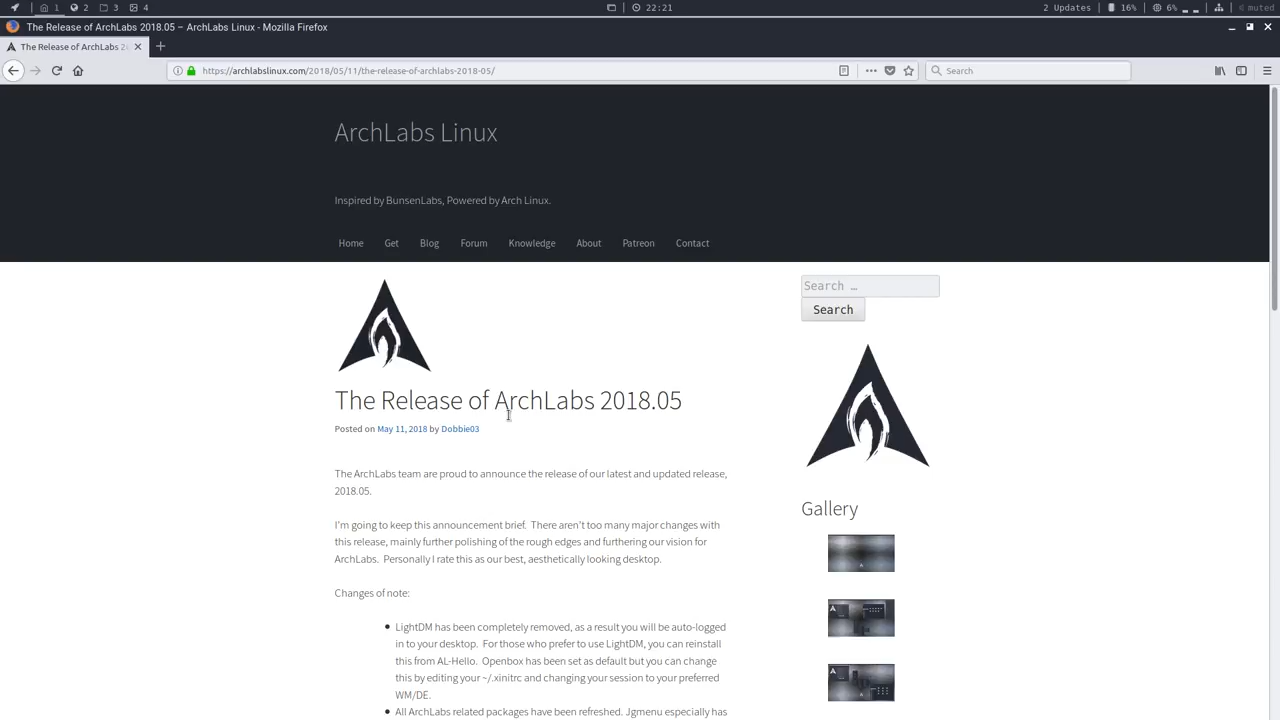 1 2 3 4 22:21 2 Updates 16% 6% muted
The Release of ArchLabs 2018.05 – ArchLabs Linux - Mozilla Firefox
The Release of ArchLabs 2
https://archlabslinux.com/2018/05/11/the-release-of-archlabs-2018-05/ Search
ArchLabs Linux
Inspired by BunsenLabs, Powered by Arch Linux.
Home Get Blog Forum Knowledge About Patreon Contact
Search …
Search
The Release of ArchLabs 2018.05
Posted on May 11, 2018 by Dobbie03
The ArchLabs team are proud to announce the release of our latest and updated release,
2018.05.
I'm going to keep this announcement brief. There aren't too many major changes with
this release, mainly further polishing of the rough edges and furthering our vision for
ArchLabs. Personally I rate this as our best, aesthetically looking desktop.
Changes of note:
LightDM has been completely removed, as a result you will be auto-logged
in to your desktop. For those who prefer to use LightDM, you can reinstall
this from AL-Hello. Openbox has been set as default but you can change
this by editing your ~/.xinitrc and changing your session to your preferred
WM/DE.
All ArchLabs related packages have been refreshed. Jgmenu especially has
Gallery